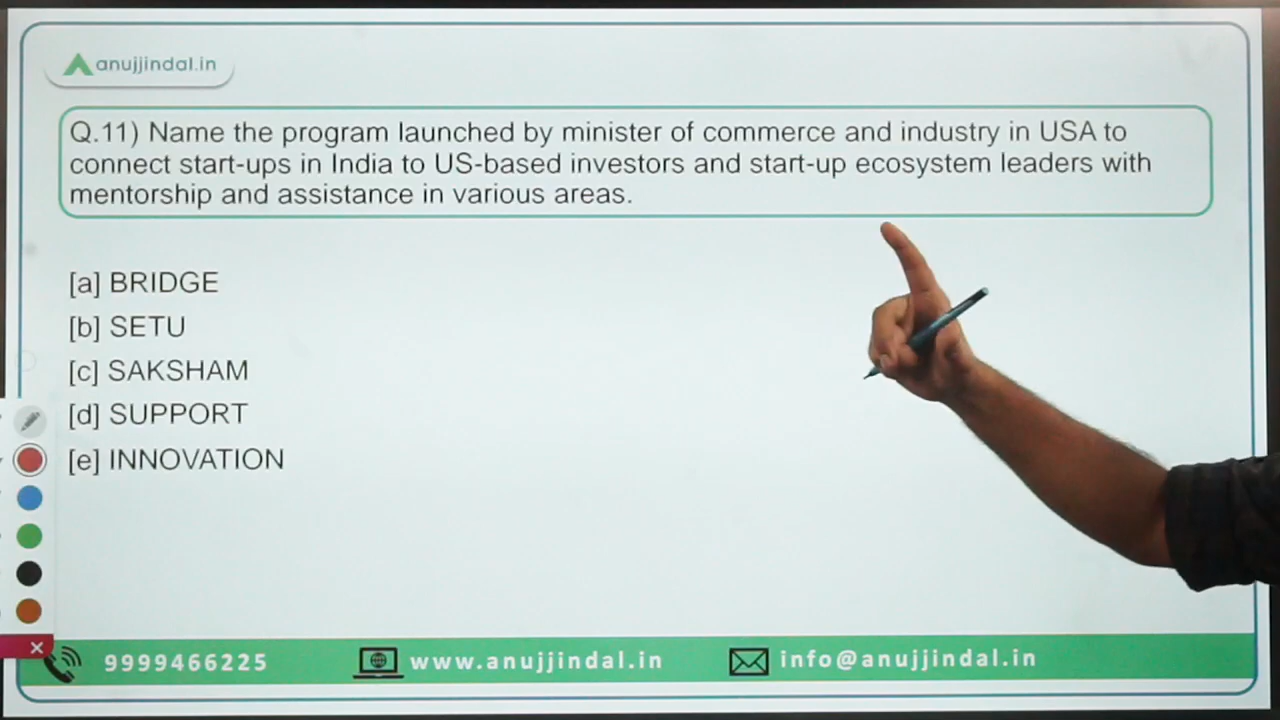 anujjindal.in
Q.11) Name the program launched by minister of commerce and industry in USA to
connect start-ups in India to US-based investors and start-up ecosystem leaders with
mentorship and assistance in various areas.
[a] BRIDGE
[b] SETU
[c] SAKSHAM
[d] SUPPORT
[e] INNOVATION
9999466225
www.anujjindal.in
info@anujjindal.in